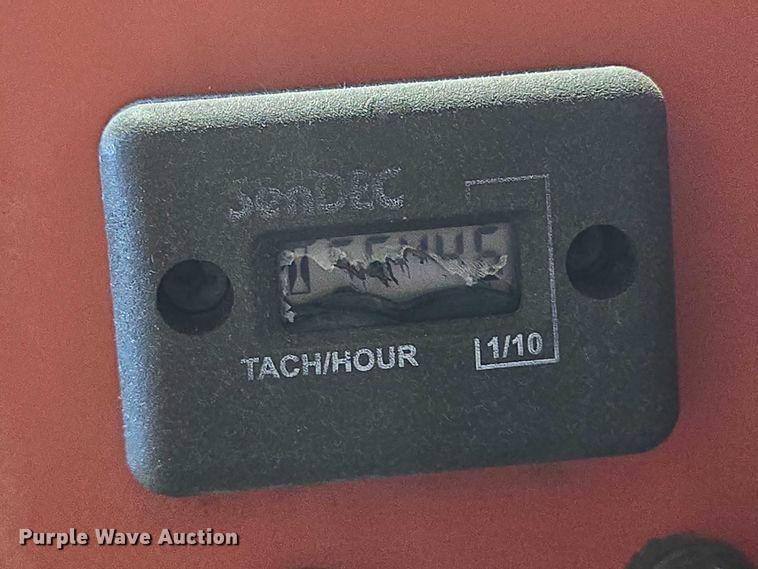 SenDEC
TACH/HOUR
1/10
Purple Wave Auction